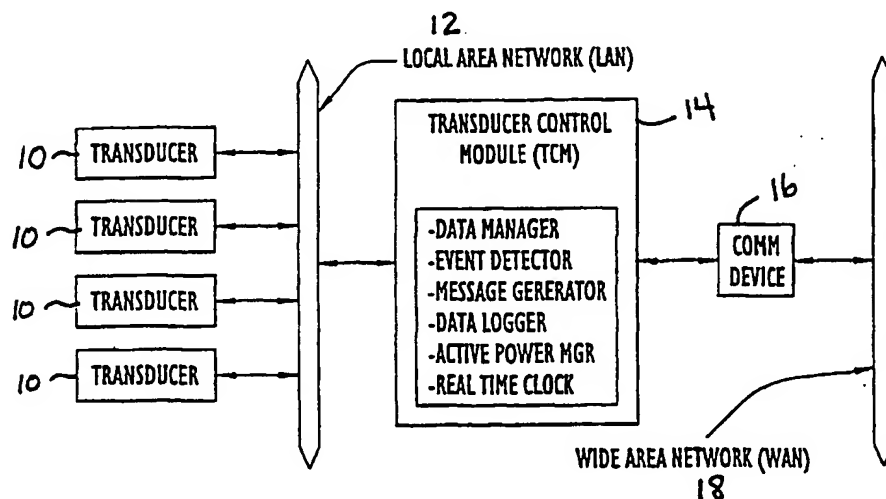 12
LOCAL AREA NETWORK (LAN)
10
TRANSDUCER
10
TRANSDUCER
10
TRANSDUCER
10
TRANSDUCER
TRANSDUCER CONTROL
MODULE (TCM)
14
-DATA MANAGER
-EVENT DETECTOR
-MESSAGE GERERATOR
-DATA LOGGER
-ACTIVE POWER MGR
-REAL TIME CLOCK
16
COMM
DEVICE
WIDE AREA NETWORK (WAN)
18